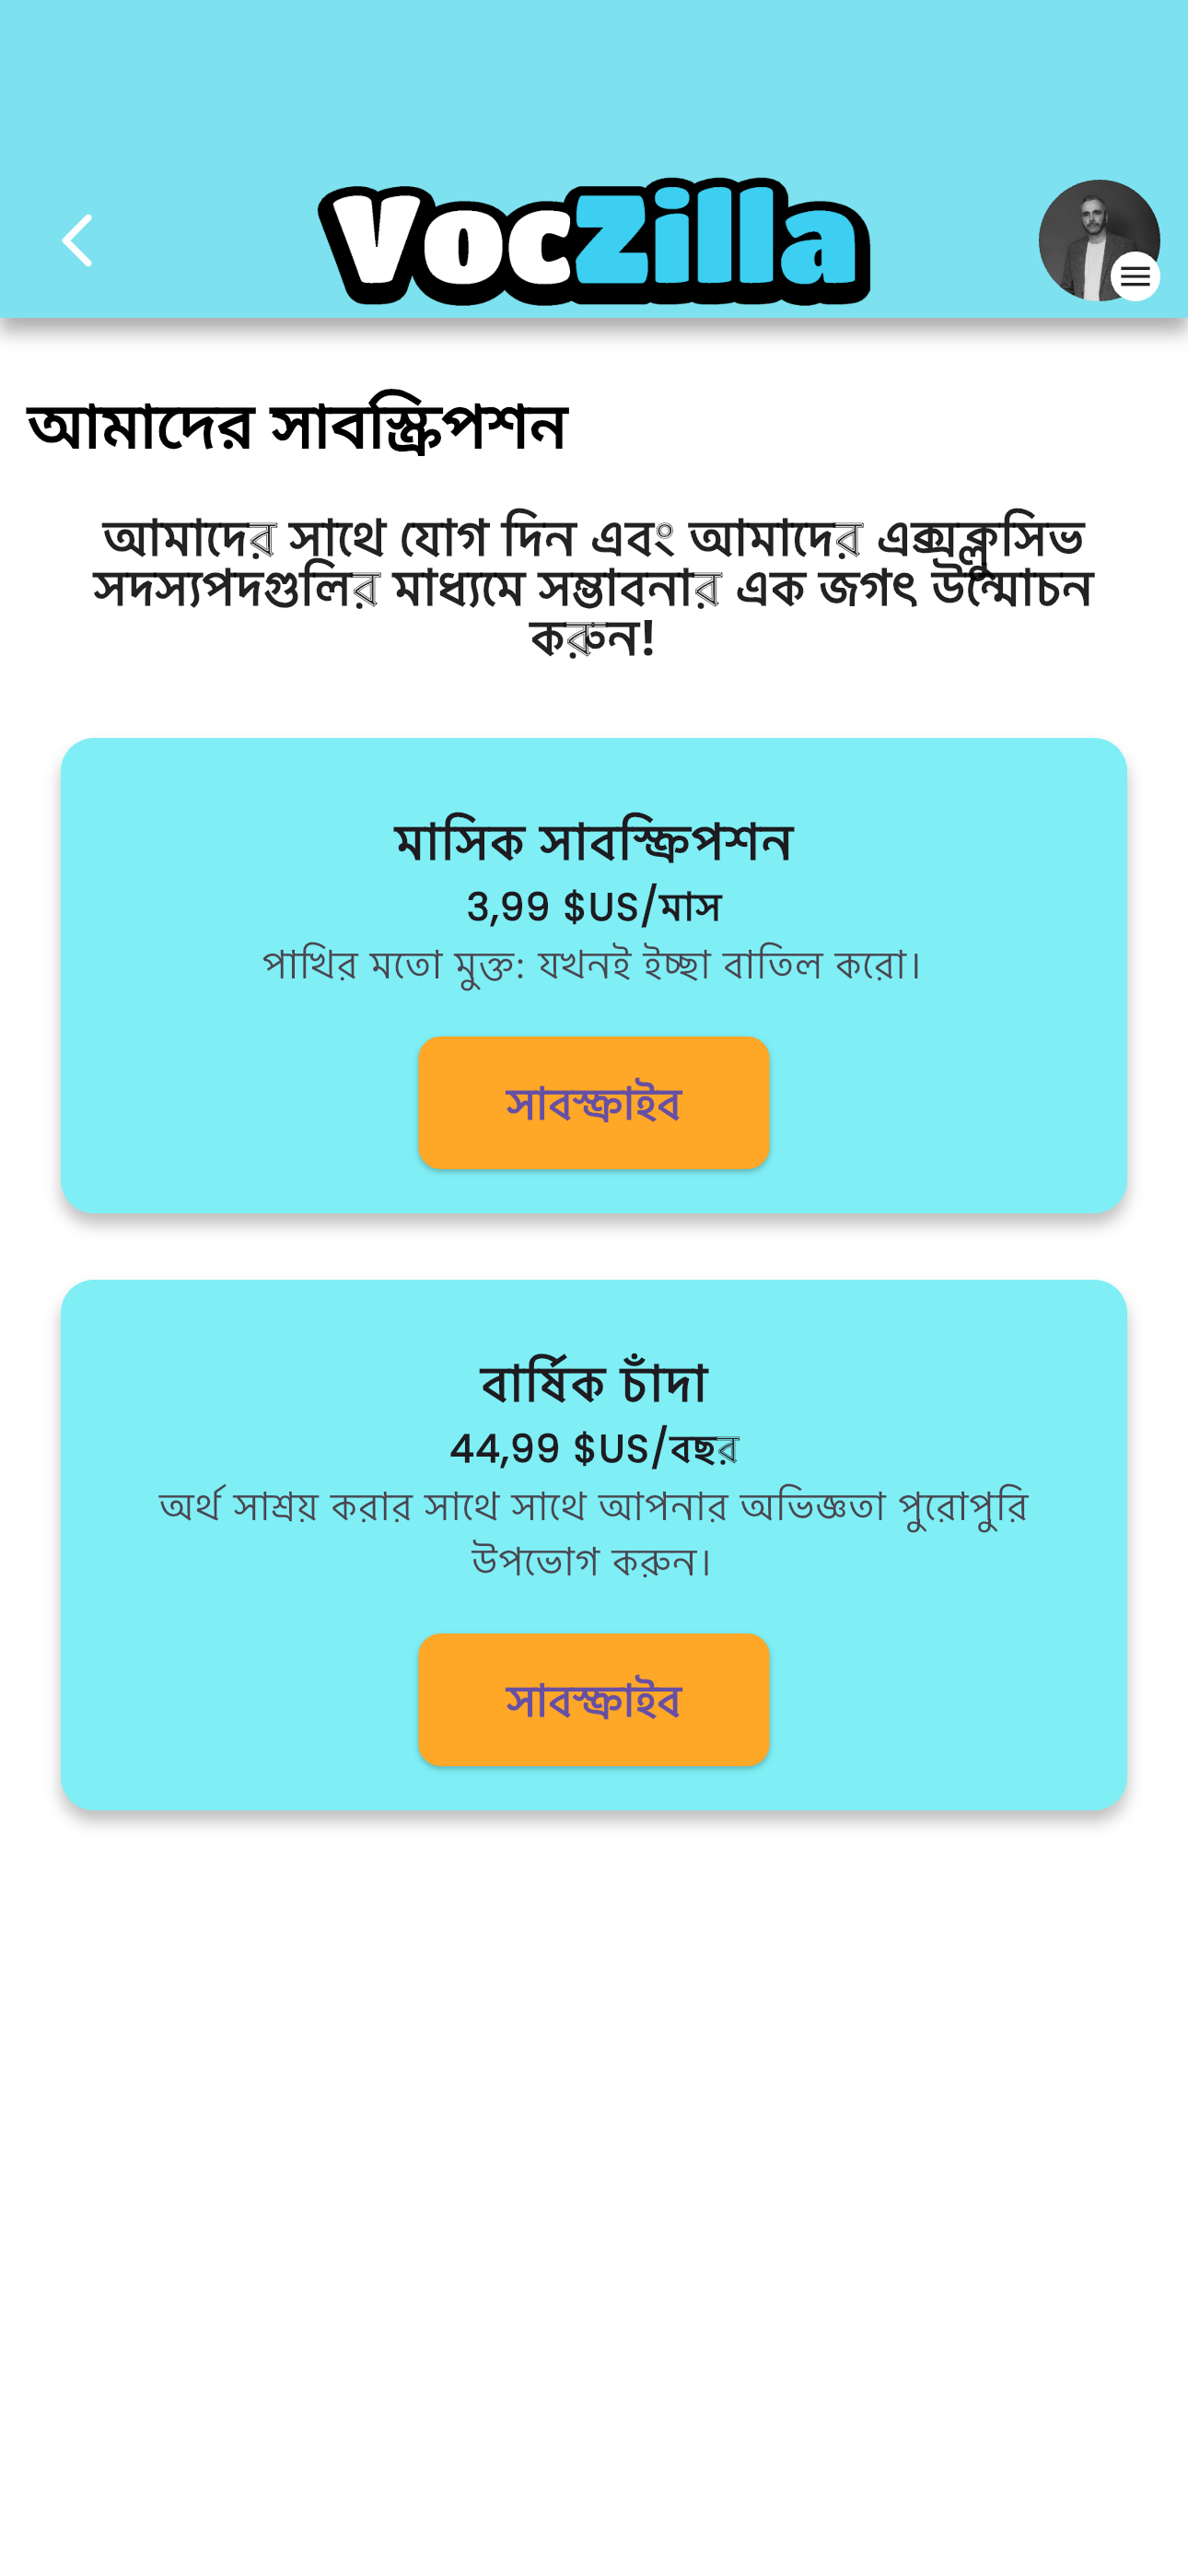 VocZilla
আমাদের সাবস্ক্রিপশন
আমাদের সাথে যোগ দিন এবং আমাদের এক্সক্লুসিভ
সদস্যপদগুলির মাধ্যমে সম্ভাবনার এক জগৎ উন্মোচন
করুন!
মাসিক সাবস্ক্রিপশন
3,99 $US/মাস
পাখির মতো মুক্ত: যখনই ইচ্ছা বাতিল করো।
সাবস্ক্রাইব
বার্ষিক চাঁদা
44,99 $US/বছর
অর্থ সাশ্রয় করার সাথে সাথে আপনার অভিজ্ঞতা পুরোপুরি
উপভোগ করুন।
সাবস্ক্রাইব